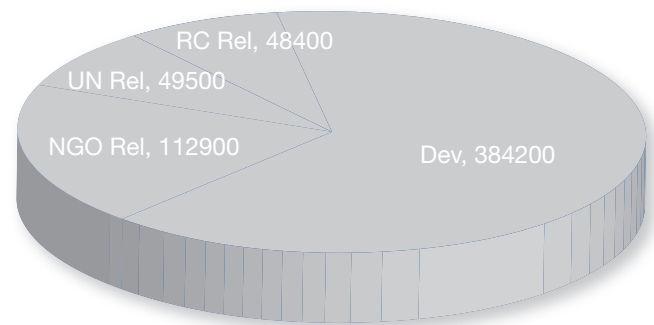 RC Rel, 48400
UN Rel, 49500
NGO Rel, 112900
Dev, 384200